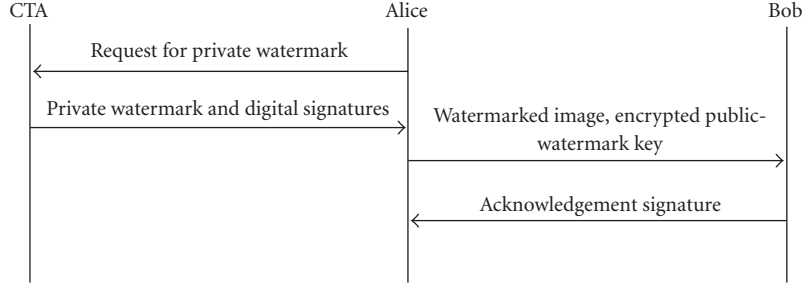 CTA
Alice
Bob
Request for private watermark
Private watermark and digital signatures
Watermarked image, encrypted public-
watermark key
Acknowledgement signature